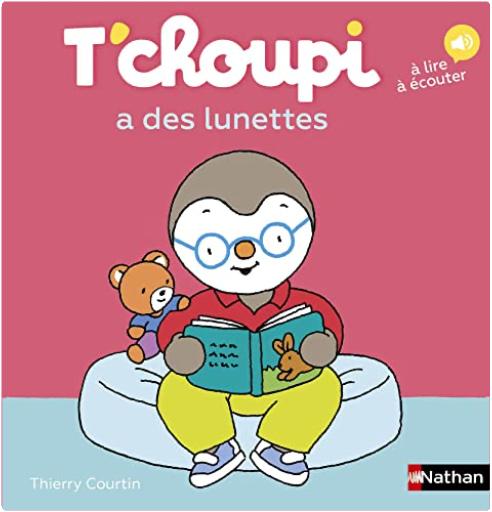 T'choupi
à lire
à écouter
a des lunettes
Thierry Courtin
Nathan